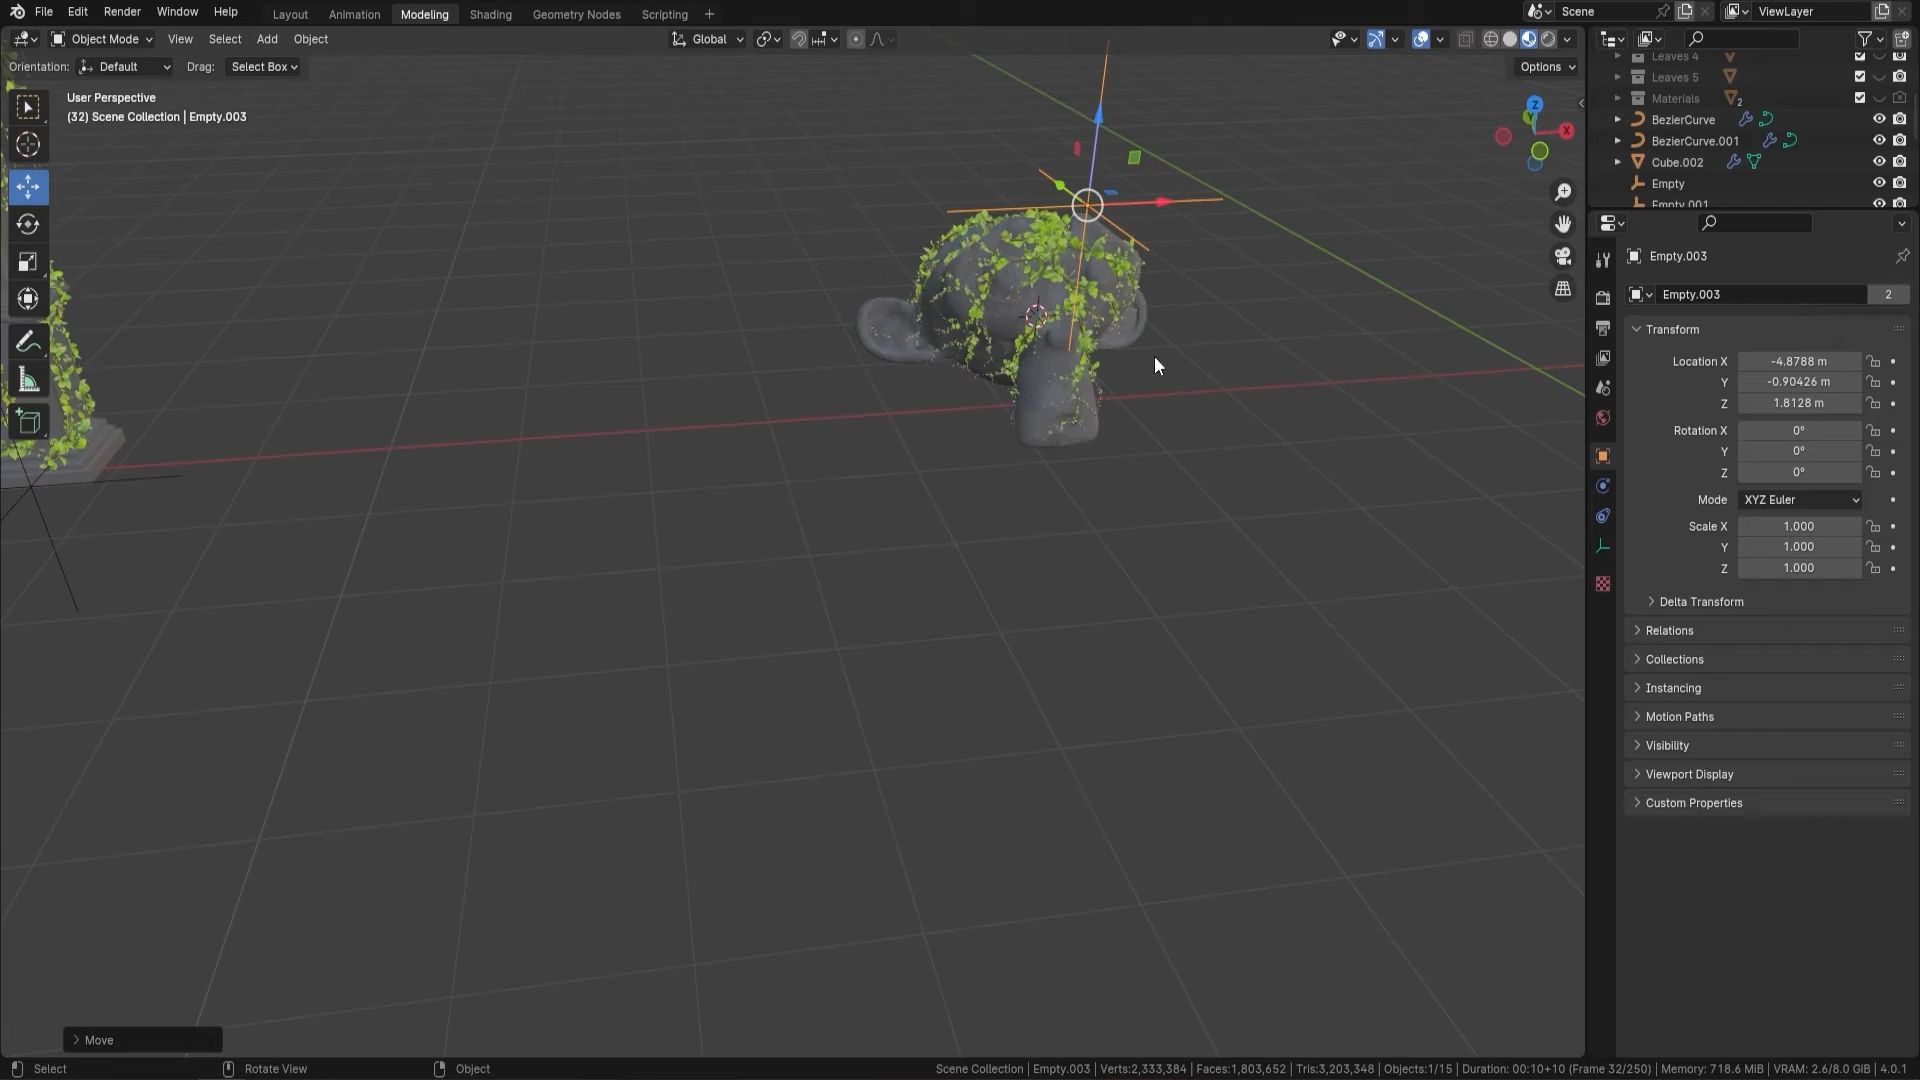 File Edit Render Window Help Layout Animation Modeling Shading Geometry Nodes Scripting + Scene ViewLayer
Object Mode View Select Add Object Global
Orientation: Default Drag: Select Box Options
User Perspective
(32) Scene Collection | Empty.003
Z
Y
X
Leaves 4
Leaves 5
Materials 2
BezierCurve
BezierCurve.001
Cube.002
Empty
Empty.001
Empty.003
Empty.003 2
Transform
Location X -4.8788 m
Y -0.90426 m
Z 1.8128 m
Rotation X 0°
Y 0°
Z 0°
Mode XYZ Euler
Scale X 1.000
Y 1.000
Z 1.000
Delta Transform
Relations
Collections
Instancing
Motion Paths
Visibility
Viewport Display
Custom Properties
Move
Select Rotate View Object Scene Collection | Empty.003 | Verts:2,333,384 | Faces:1,803,652 | Tris:3,203,348 | Objects:1/15 | Duration: 00:10+10 (Frame 32/250) | Memory: 718.6 MiB | VRAM: 2.6/8.0 GiB | 4.0.1